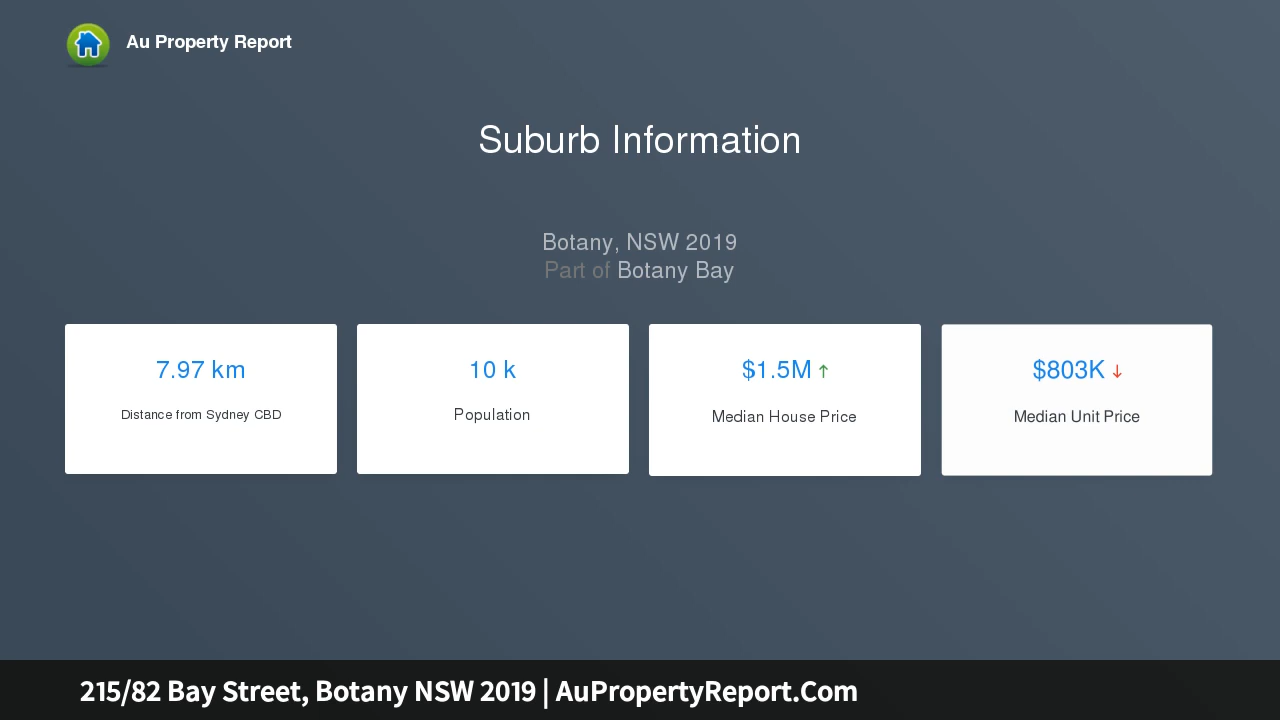 Au Property Report
Suburb Information
Botany, NSW 2019
Part of Botany Bay
7.97 km
Distance from Sydney CBD
10 k
Population
$1.5M ↑
Median House Price
$803K ↓
Median Unit Price
215/82 Bay Street, Botany NSW 2019 | AuPropertyReport.Com